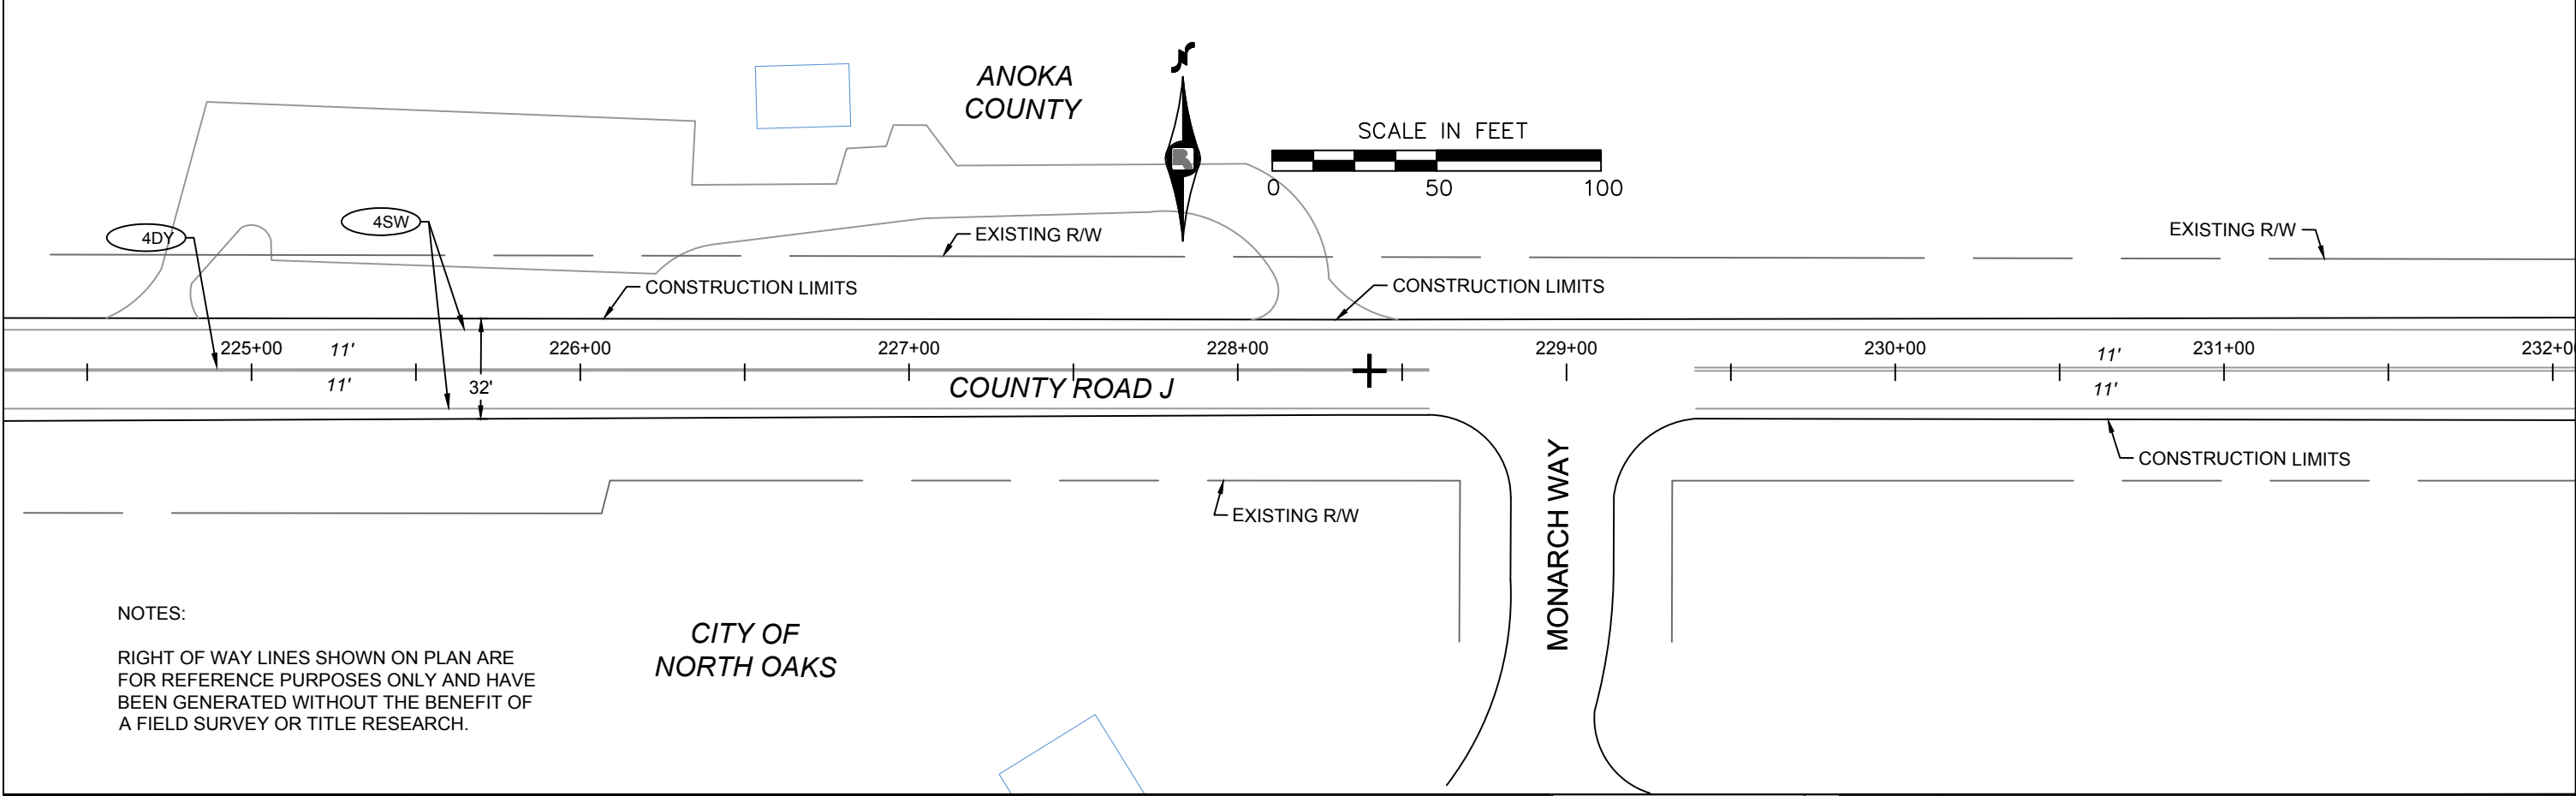 ANOKA
COUNTY
N
R
SCALE IN FEET
0 50 100
4DY
4SW
EXISTING R/W
EXISTING R/W
CONSTRUCTION LIMITS
CONSTRUCTION LIMITS
225+00 11' 226+00 227+00 228+00 229+00 230+00 11' 231+00 232+0
11' 32' COUNTY ROAD J 11'
MONARCH WAY
CONSTRUCTION LIMITS
EXISTING R/W
NOTES:
RIGHT OF WAY LINES SHOWN ON PLAN ARE
FOR REFERENCE PURPOSES ONLY AND HAVE
BEEN GENERATED WITHOUT THE BENEFIT OF
A FIELD SURVEY OR TITLE RESEARCH.
CITY OF
NORTH OAKS